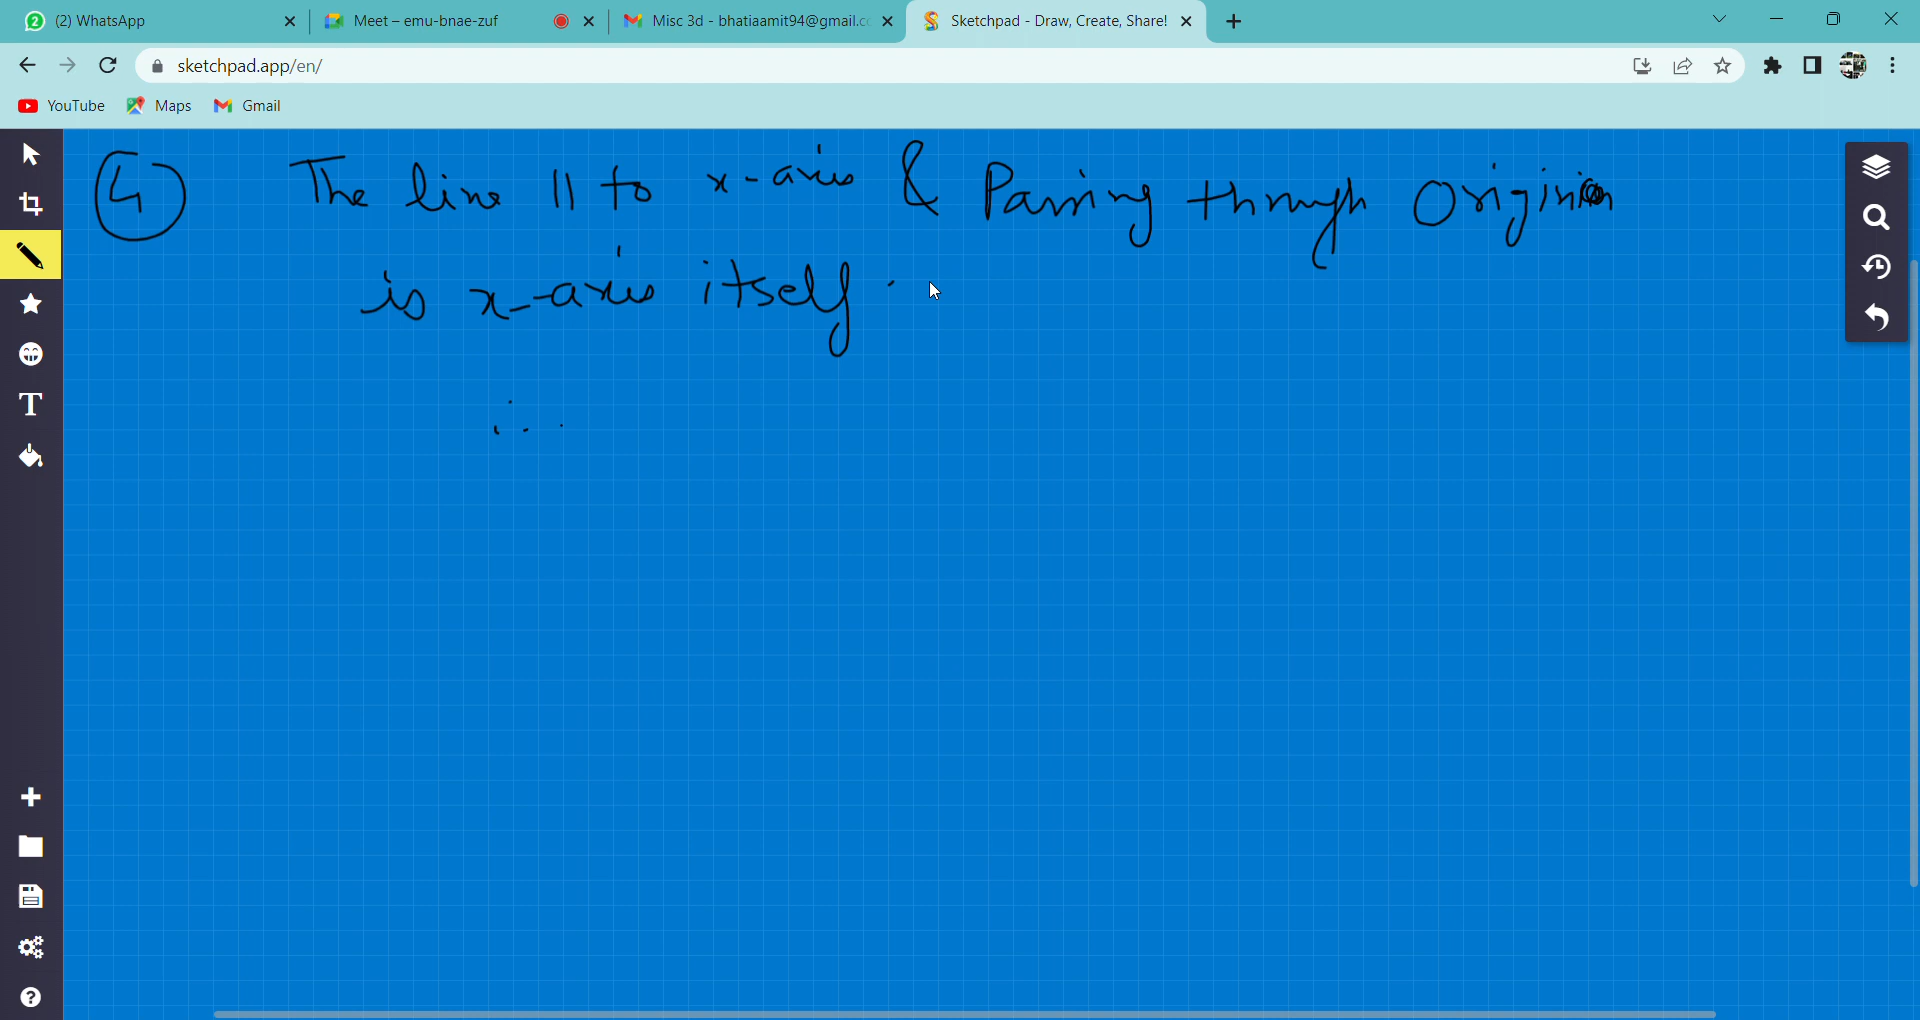 (2) WhatsApp
Meet – emu-bnae-zuf
Misc 3d - bhatiaamit94@gmail.co
Sketchpad - Draw, Create, Share!
sketchpad.app/en/
YouTube
Maps
Gmail
4 The line || to x-axis & Passing through Origin
is x-axis itself.
∴